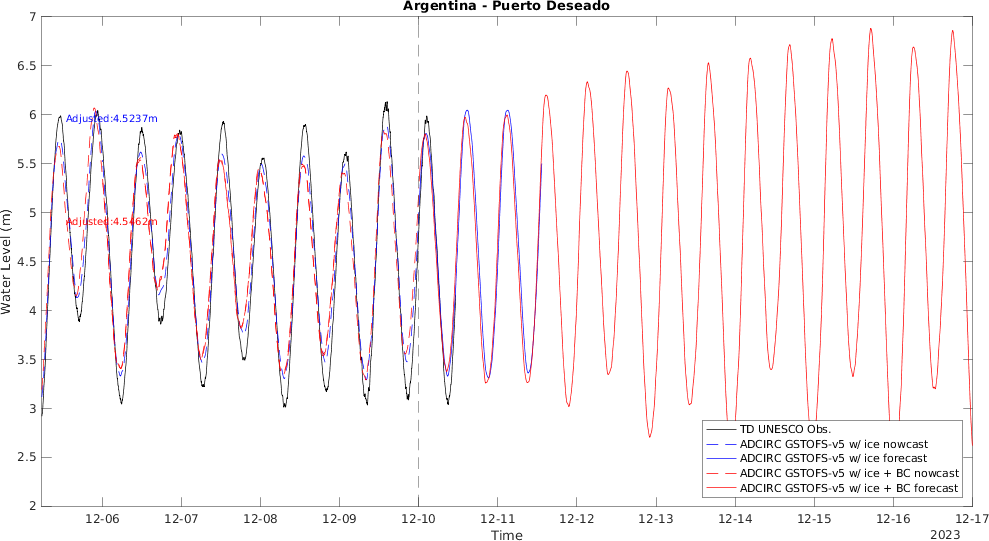 Argentina - Puerto Deseado
7
6.5
6
5.5
5
4.5
4
3.5
3
2.5
2
Water Level (m)
Adjusted:4.5237m
Adjusted:4.5462m
TD UNESCO Obs.
ADCIRC GSTOFS-v5 w/ ice nowcast
ADCIRC GSTOFS-v5 w/ ice forecast
ADCIRC GSTOFS-v5 w/ ice + BC nowcast
ADCIRC GSTOFS-v5 w/ ice + BC forecast
12-06 12-07 12-08 12-09 12-10 12-11 12-12 12-13 12-14 12-15 12-16 12-17
Time
2023